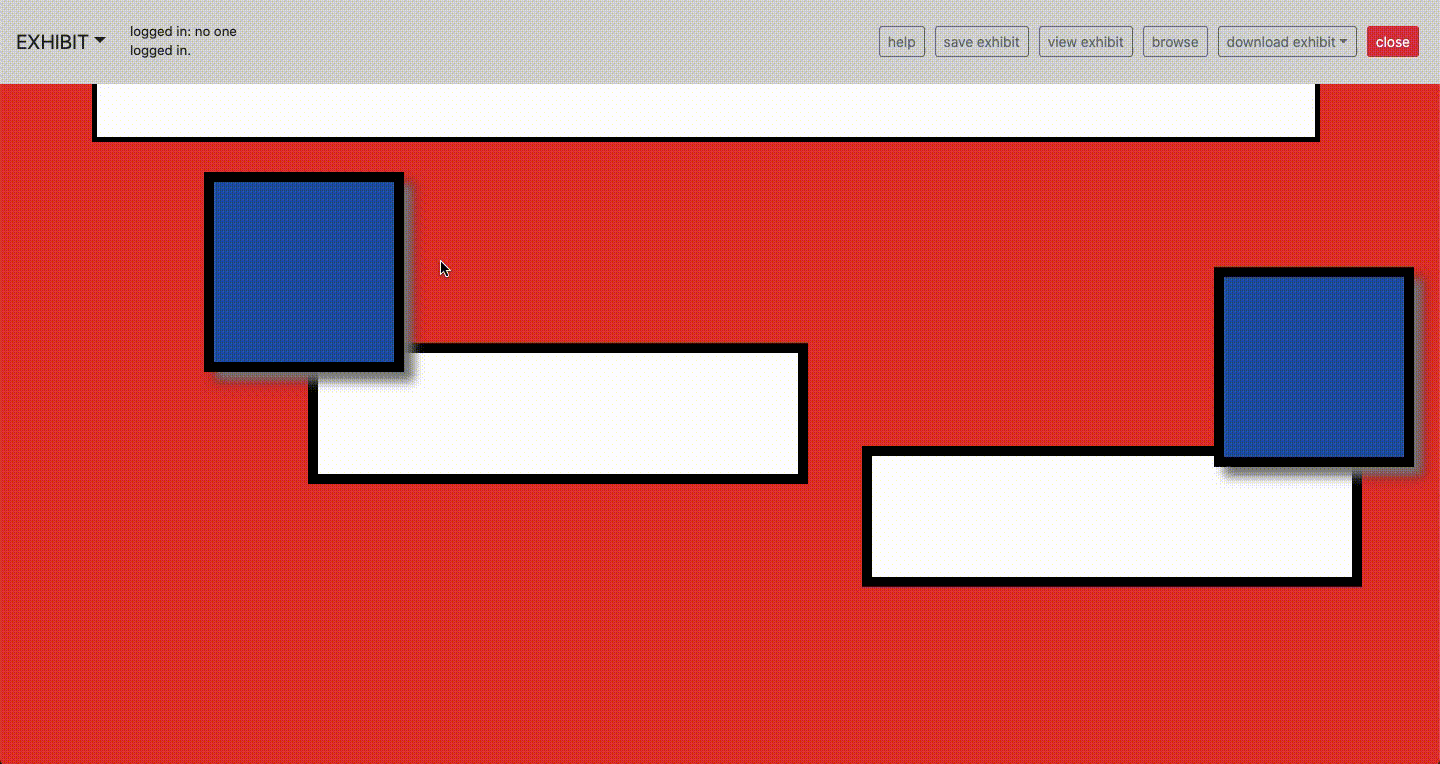 EXHIBIT
logged in: no one
logged in.
help
save exhibit
view exhibit
browse
download exhibit
close